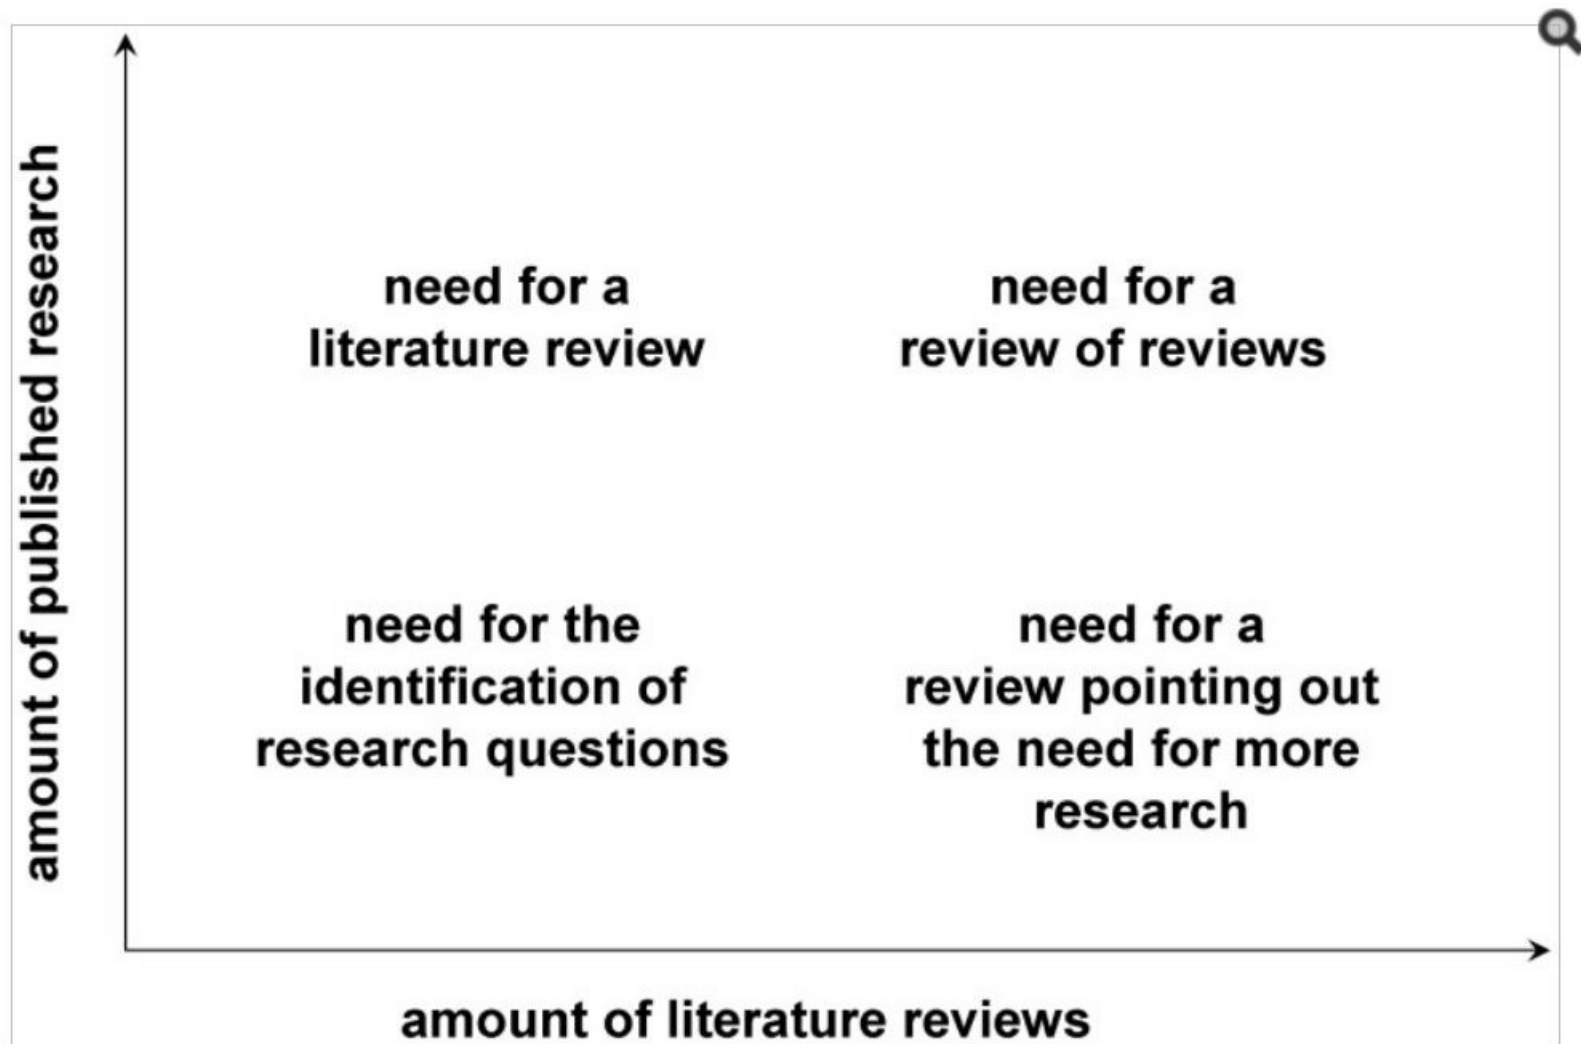 amount of published research
need for a
literature review
need for a
review of reviews
need for the
identification of
research questions
need for a
review pointing out
the need for more
research
amount of literature reviews